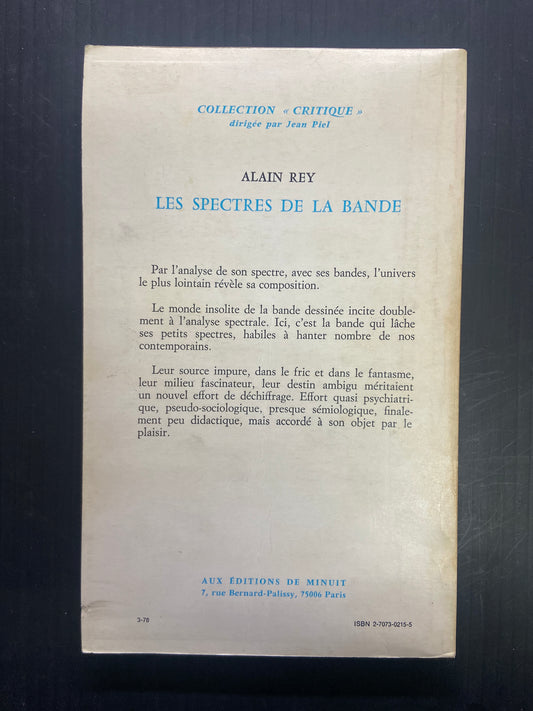 COLLECTION « CRITIQUE »
dirigée par Jean Piel
ALAIN REY
LES SPECTRES DE LA BANDE
Par l'analyse de son spectre, avec ses bandes, l'univers
le plus lointain révèle sa composition.
Le monde insolite de la bande dessinée incite double-
ment à l'analyse spectrale. Ici, c'est la bande qui lâche
ses petits spectres, habiles à hanter nombre de nos
contemporains.
Leur source impure, dans le fric et dans le fantasme,
leur milieu fascinateur, leur destin ambigu méritaient
un nouvel effort de déchiffrage. Effort quasi psychiatri-
que, pseudo-sociologique, presque sémiologique, finale-
ment peu didactique, mais accordé à son objet par le
plaisir.
AUX ÉDITIONS DE MINUIT
7, rue Bernard-Palissy, 75006 Paris
3-78
ISBN 2-7073-0215-5